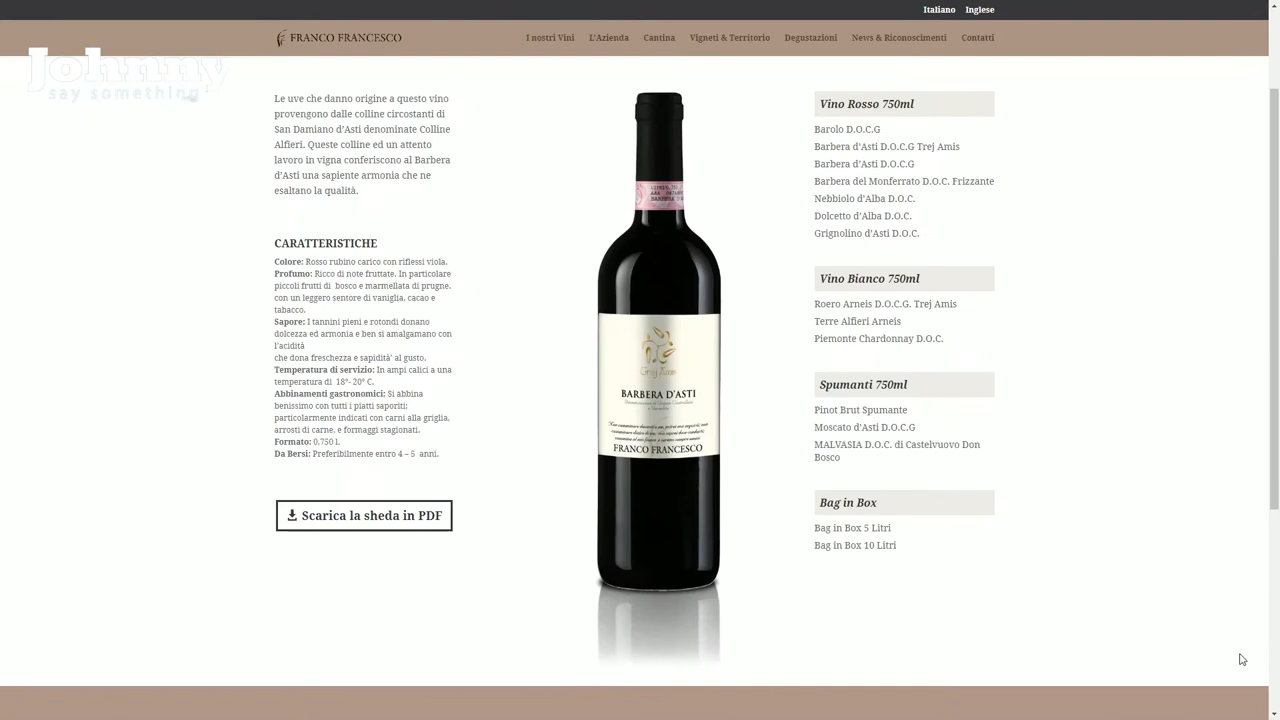 Italiano Inglese
FRANCO FRANCESCO
I nostri Vini L'Azienda Cantina Vigneti & Territorio Degustazioni News & Riconoscimenti Contatti
Johnny
say something
Le uve che danno origine a questo vino
provengono dalle colline circostanti di
San Damiano d'Asti denominate Colline
Alfieri. Queste colline ed un attento
lavoro in vigna conferiscono al Barbera
d'Asti una sapiente armonia che ne
esaltano la qualità.
CARATTERISTICHE
Colore: Rosso rubino carico con riflessi viola.
Profumo: Ricco di note fruttate. In particolare
piccoli frutti di bosco e marmellata di prugne,
con un leggero sentore di vaniglia, cacao e
tabacco.
Sapore: I tannini pieni e rotondi donano
dolcezza ed armonia e ben si amalgamano con
l'acidità
che dona freschezza e sapidità' al gusto.
Temperatura di servizio: In ampi calici a una
temperatura di 18°- 20° C.
Abbinamenti gastronomici: Si abbina
benissimo con tutti i piatti saporiti;
particolarmente indicati con carni alla griglia,
arrosti di carne, e formaggi stagionati.
Formato: 0,750 l.
Da Bersi: Preferibilmente entro 4 – 5 anni.
Scarica la sheda in PDF
BARBERA D'ASTI
FRANCO FRANCESCO
Vino Rosso 750ml
Barolo D.O.C.G
Barbera d'Asti D.O.C.G Trej Amis
Barbera d'Asti D.O.C.G
Barbera del Monferrato D.O.C. Frizzante
Nebbiolo d'Alba D.O.C.
Dolcetto d'Alba D.O.C.
Grignolino d'Asti D.O.C.
Vino Bianco 750ml
Roero Arneis D.O.C.G. Trej Amis
Terre Alfieri Arneis
Piemonte Chardonnay D.O.C.
Spumanti 750ml
Pinot Brut Spumante
Moscato d'Asti D.O.C.G
MALVASIA D.O.C. di Castelvuovo Don
Bosco
Bag in Box
Bag in Box 5 Litri
Bag in Box 10 Litri